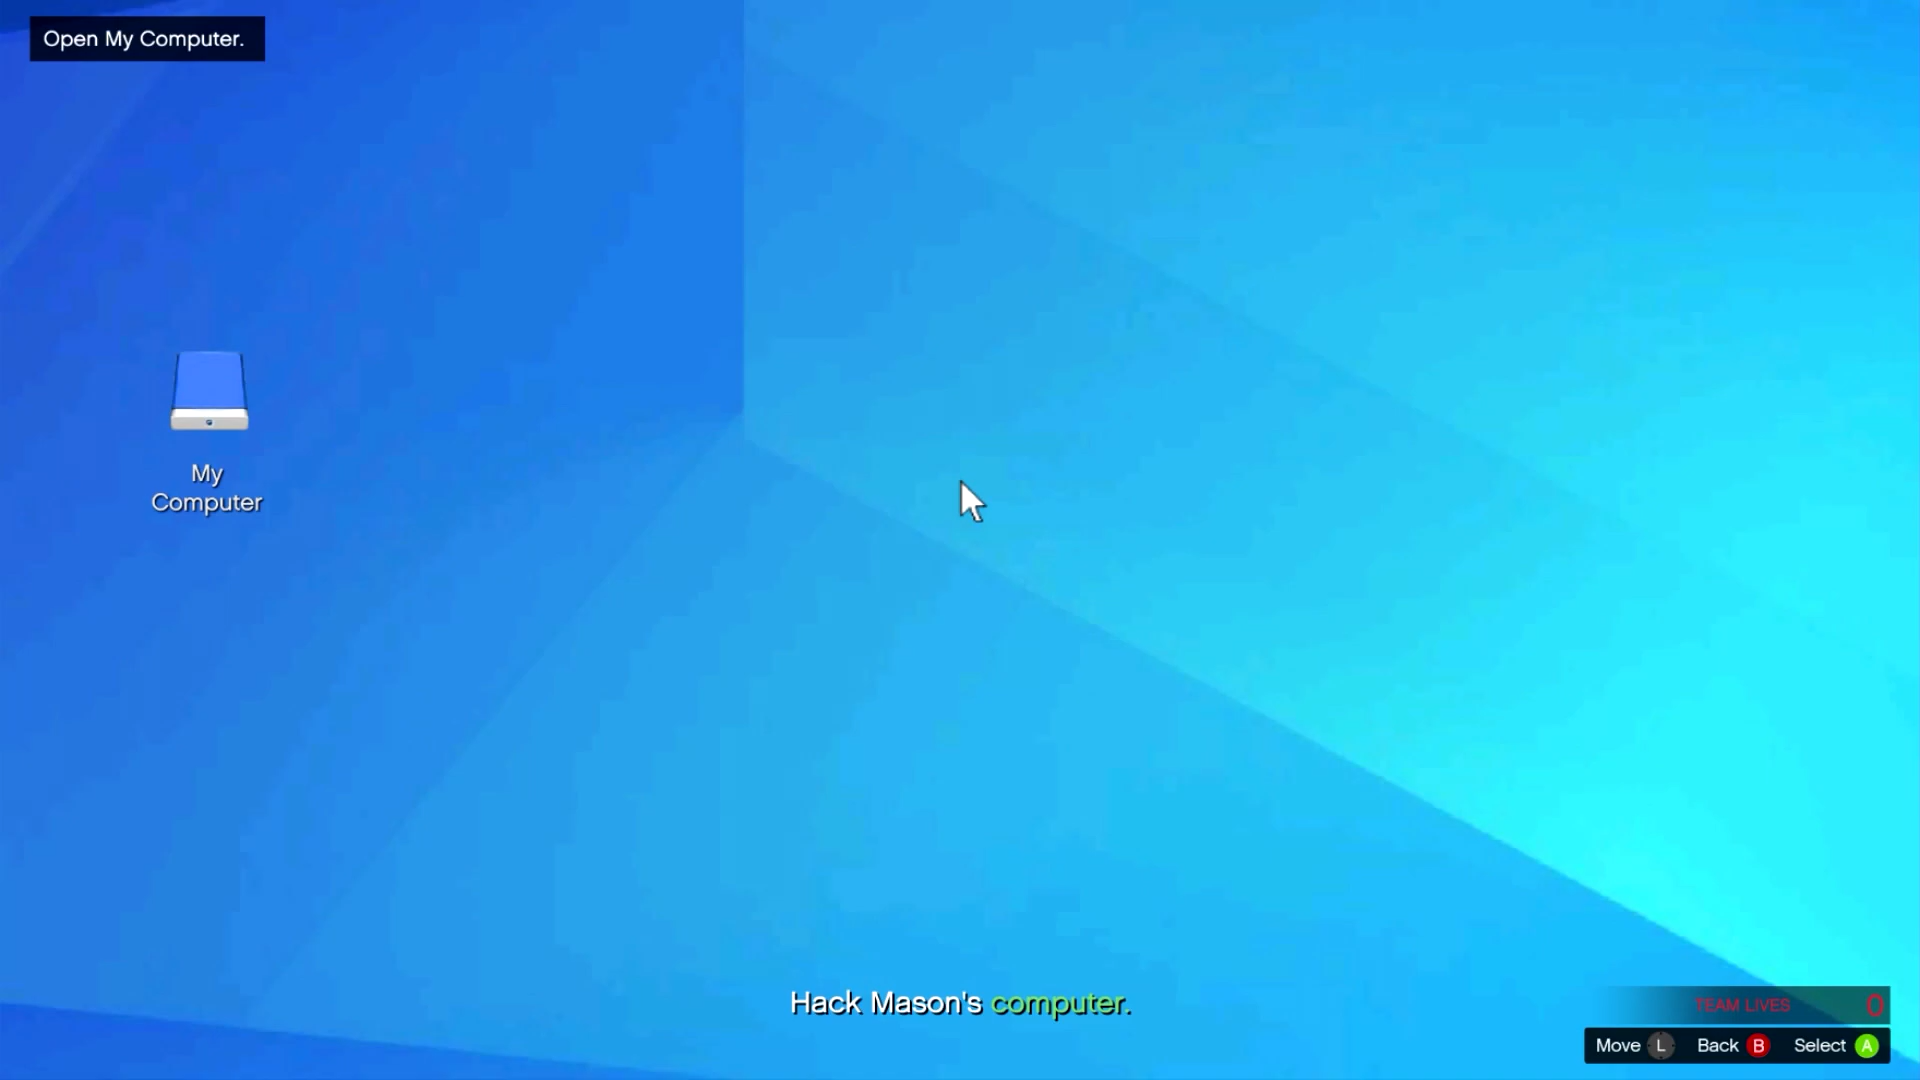 Open My Computer.
My
Computer
Hack Mason's computer.
TEAM LIVES 0
Move L Back B Select A